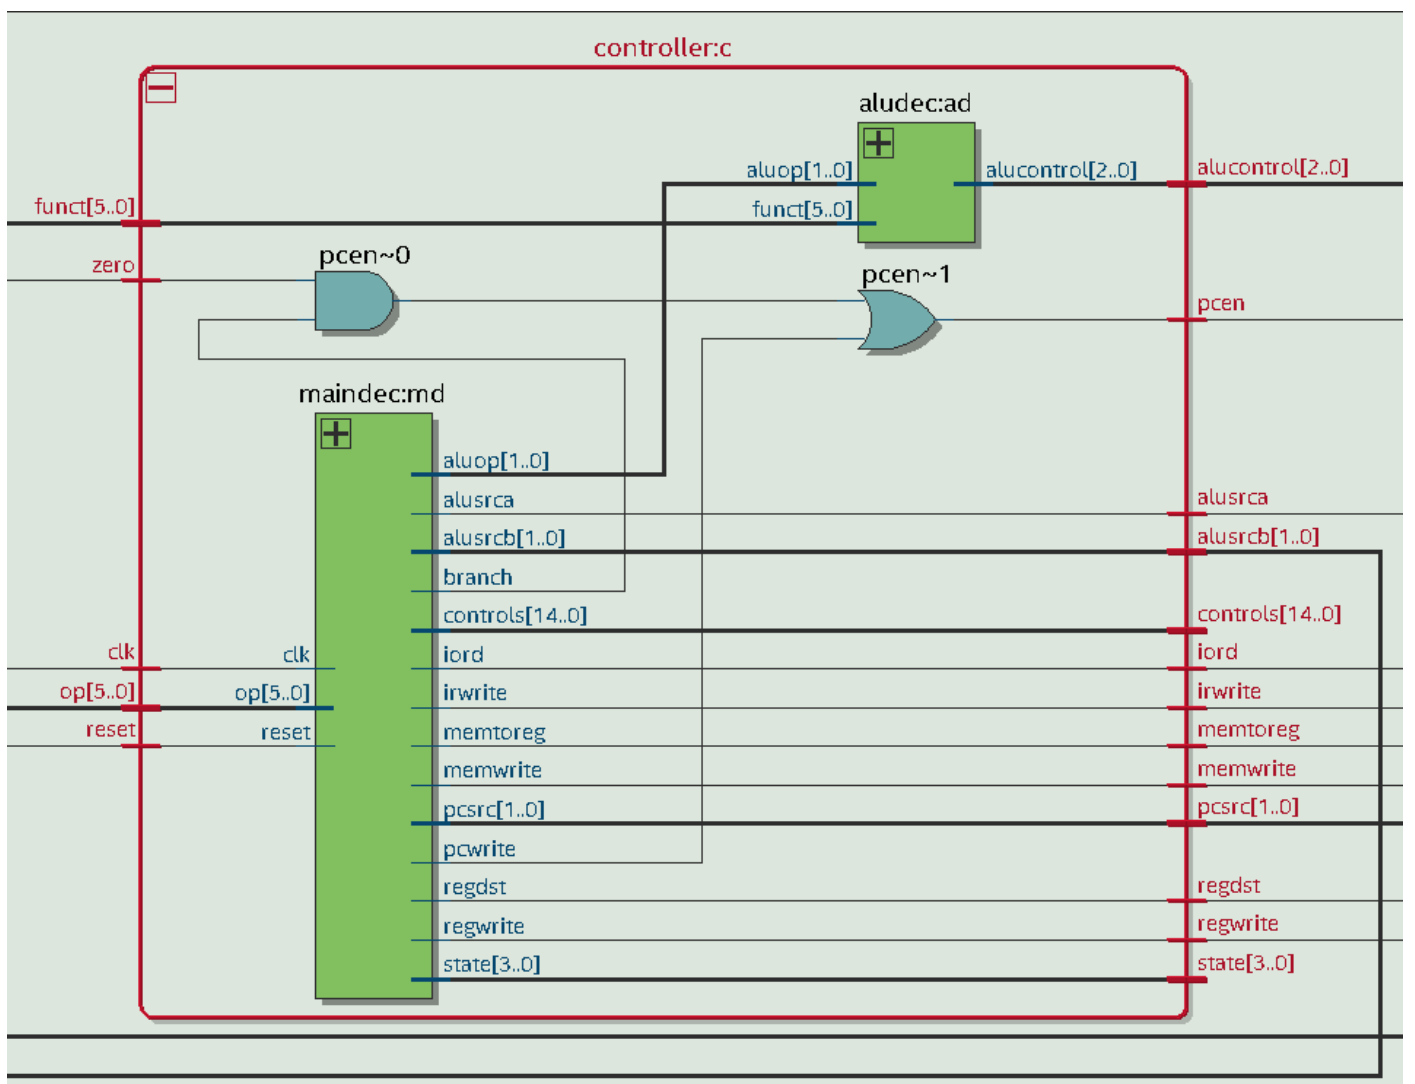 controller:c
aludec:ad
aluop[1..0]
alucontrol[2..0]
alucontrol[2..0]
funct[5..0]
funct[5..0]
zero
pcen~0
pcen~1
pcen
maindec:md
aluop[1..0]
alusrca
alusrca
alusrcb[1..0]
alusrcb[1..0]
branch
controls[14..0]
controls[14..0]
clk
clk
iord
iord
op[5..0]
op[5..0]
irwrite
irwrite
reset
reset
memtoreg
memtoreg
memwrite
memwrite
pcsrc[1..0]
pcsrc[1..0]
pcwrite
regdst
regdst
regwrite
regwrite
state[3..0]
state[3..0]